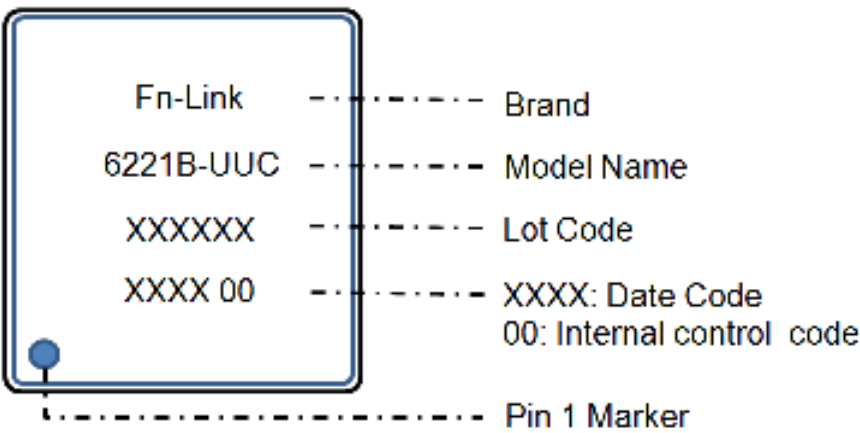 Fn-Link
Brand
6221B-UUC
Model Name
XXXXXX
Lot Code
XXXX 00
XXXX: Date Code
00: Internal control code
Pin 1 Marker